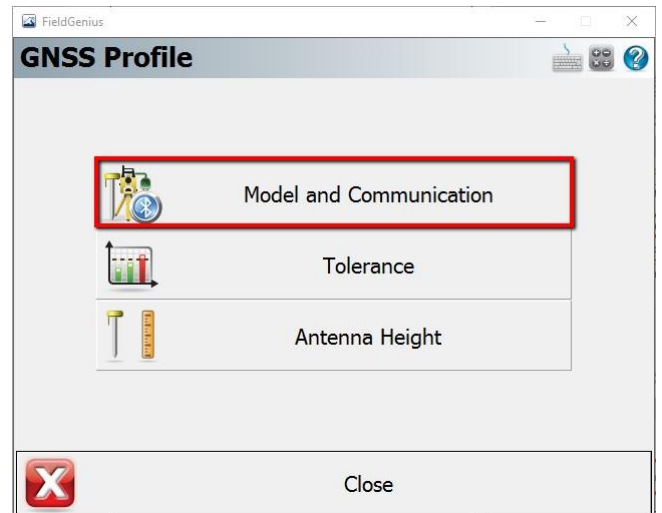 FieldGenius
GNSS Profile
Model and Communication
Tolerance
Antenna Height
Close